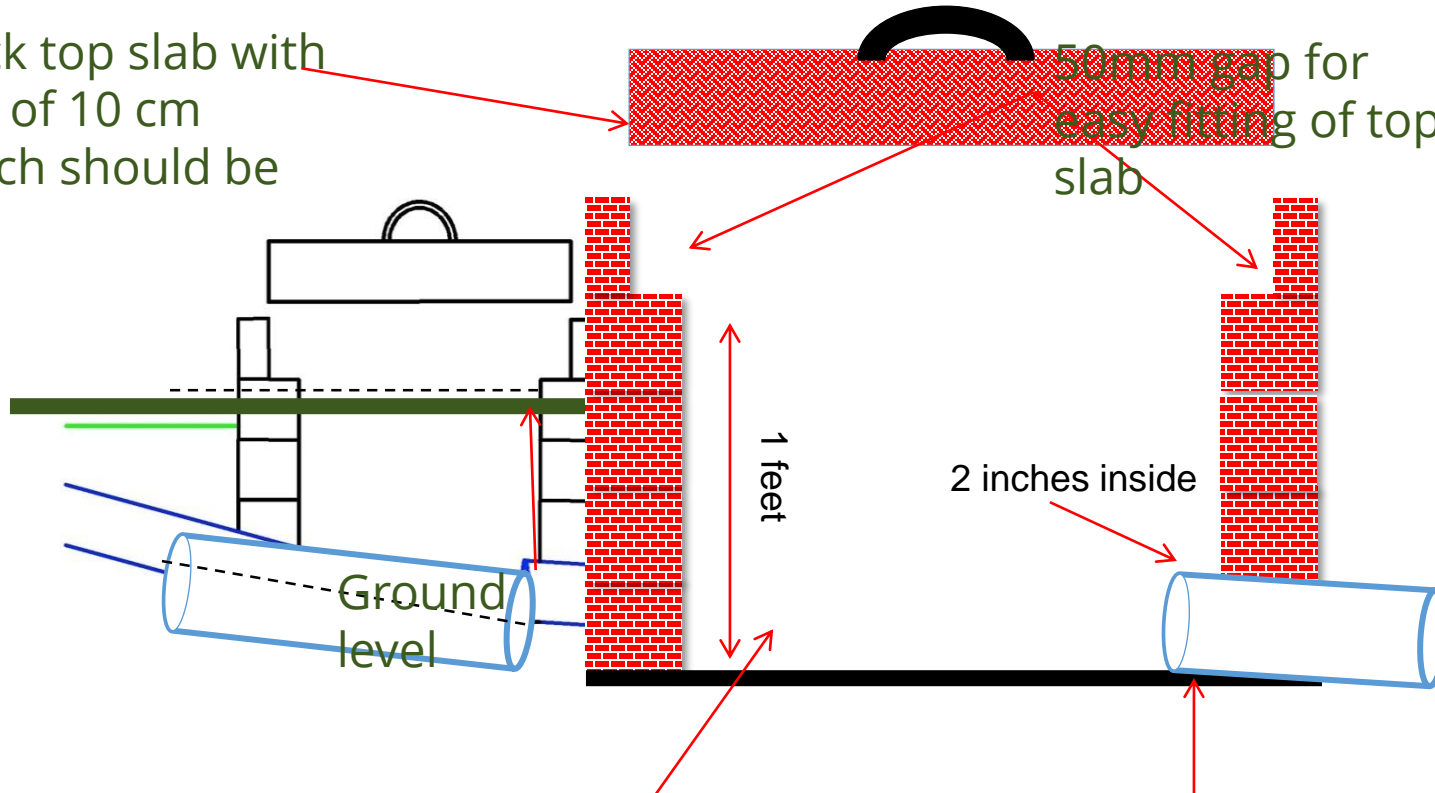 ck top slab with
of 10 cm
ch should be
50mm gap for
easy fitting of top
slab
1 feet
2 inches inside
Ground
level